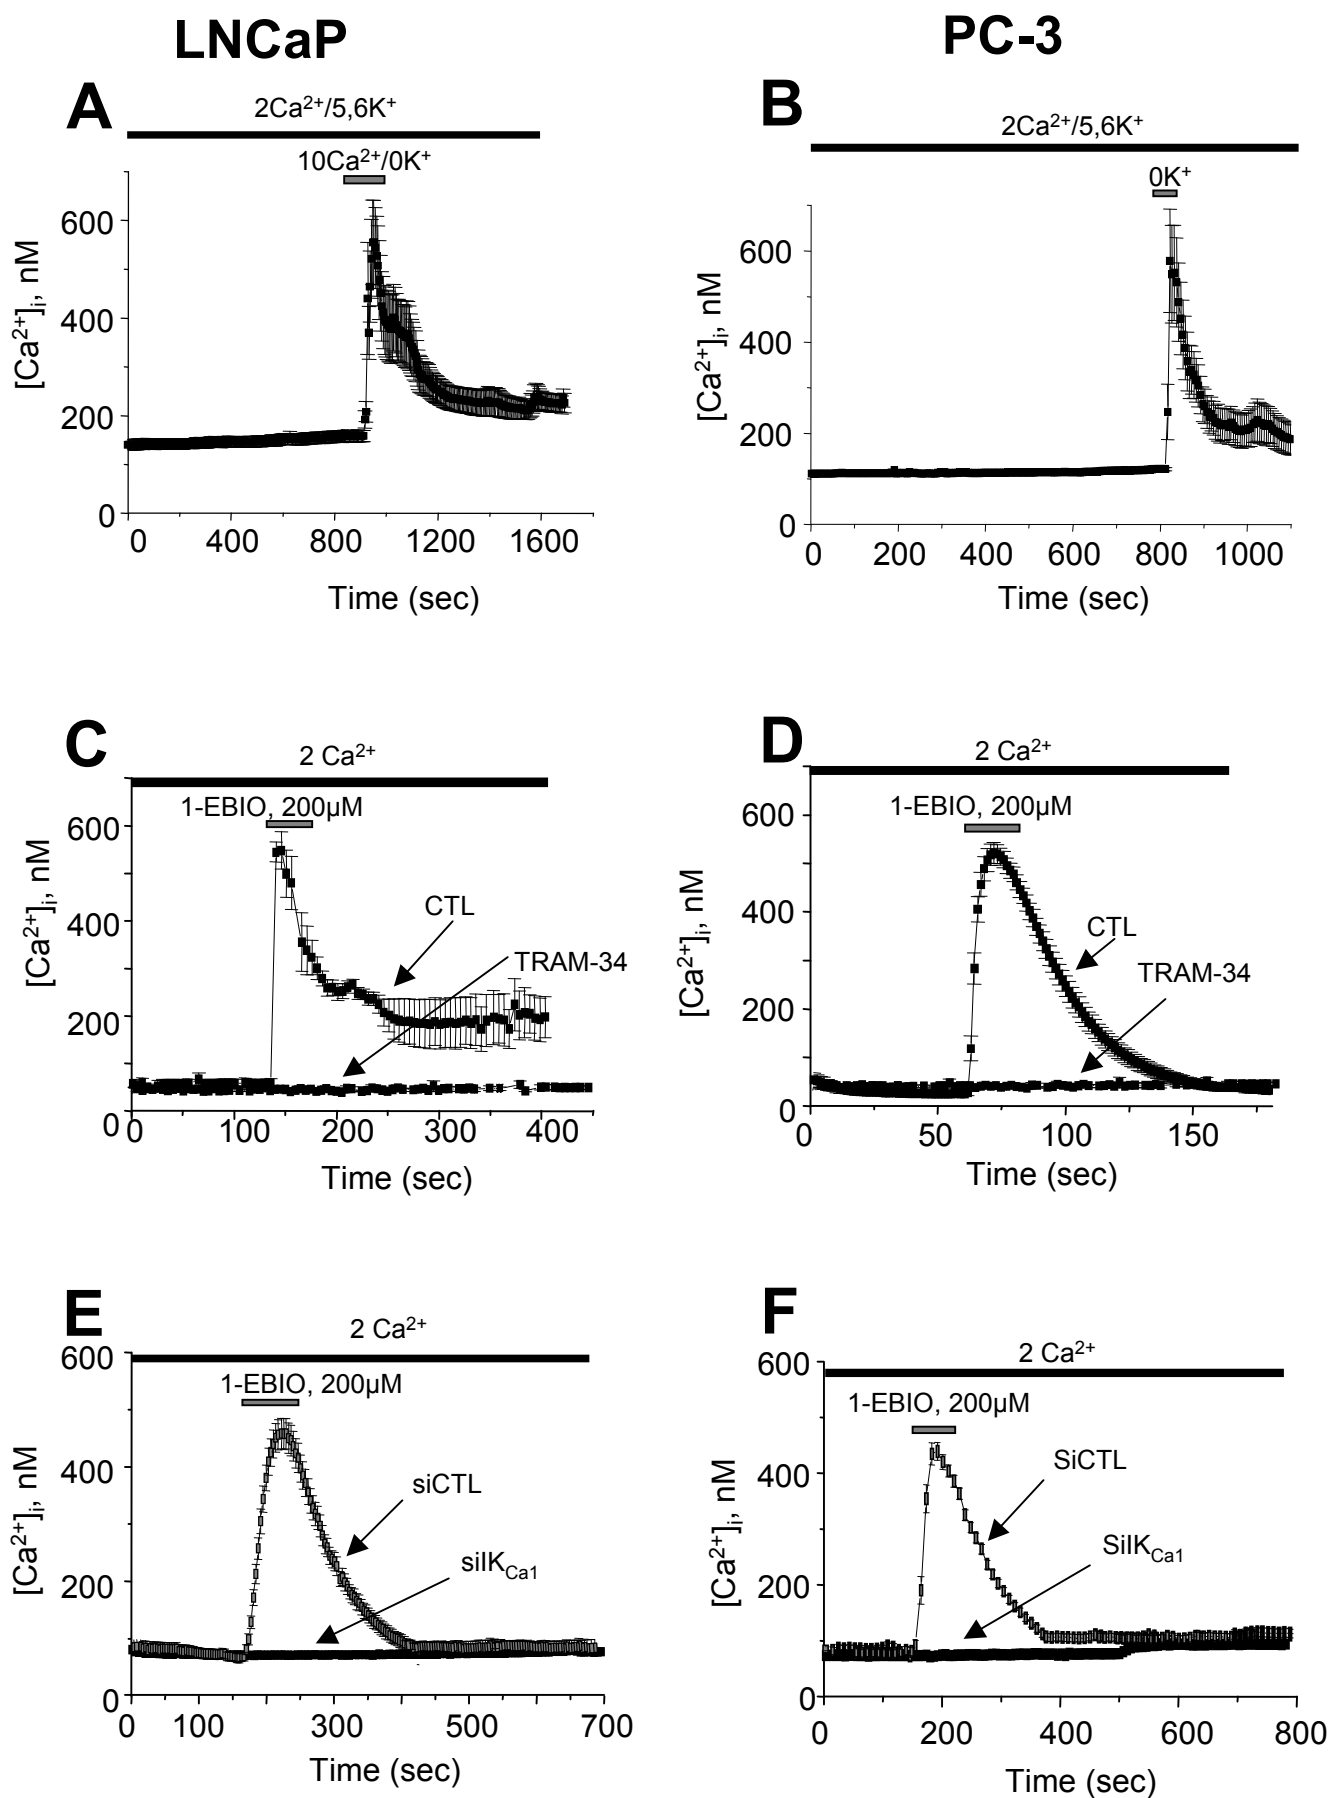 LNCaP
PC-3
A
2Ca²⁺/5,6K⁺
10Ca²⁺/0K⁺
[Ca²⁺]ᵢ, nM
600
400
200
0
0 400 800 1200 1600
Time (sec)
B
2Ca²⁺/5,6K⁺
0K⁺
[Ca²⁺]ᵢ, nM
600
400
200
0
0 200 400 600 800 1000
Time (sec)
C
2 Ca²⁺
1-EBIO, 200µM
[Ca²⁺]ᵢ, nM
600
400
200
0
CTL
TRAM-34
0 100 200 300 400
Time (sec)
D
2 Ca²⁺
1-EBIO, 200µM
[Ca²⁺]ᵢ, nM
600
400
200
0
CTL
TRAM-34
0 50 100 150
Time (sec)
E
2 Ca²⁺
1-EBIO, 200µM
[Ca²⁺]ᵢ, nM
600
400
200
0
siCTL
siIK_Ca1
0 100 300 500 700
Time (sec)
F
2 Ca²⁺
1-EBIO, 200µM
[Ca²⁺]ᵢ, nM
600
400
200
0
SiCTL
SiIK_Ca1
0 200 400 600 800
Time (sec)